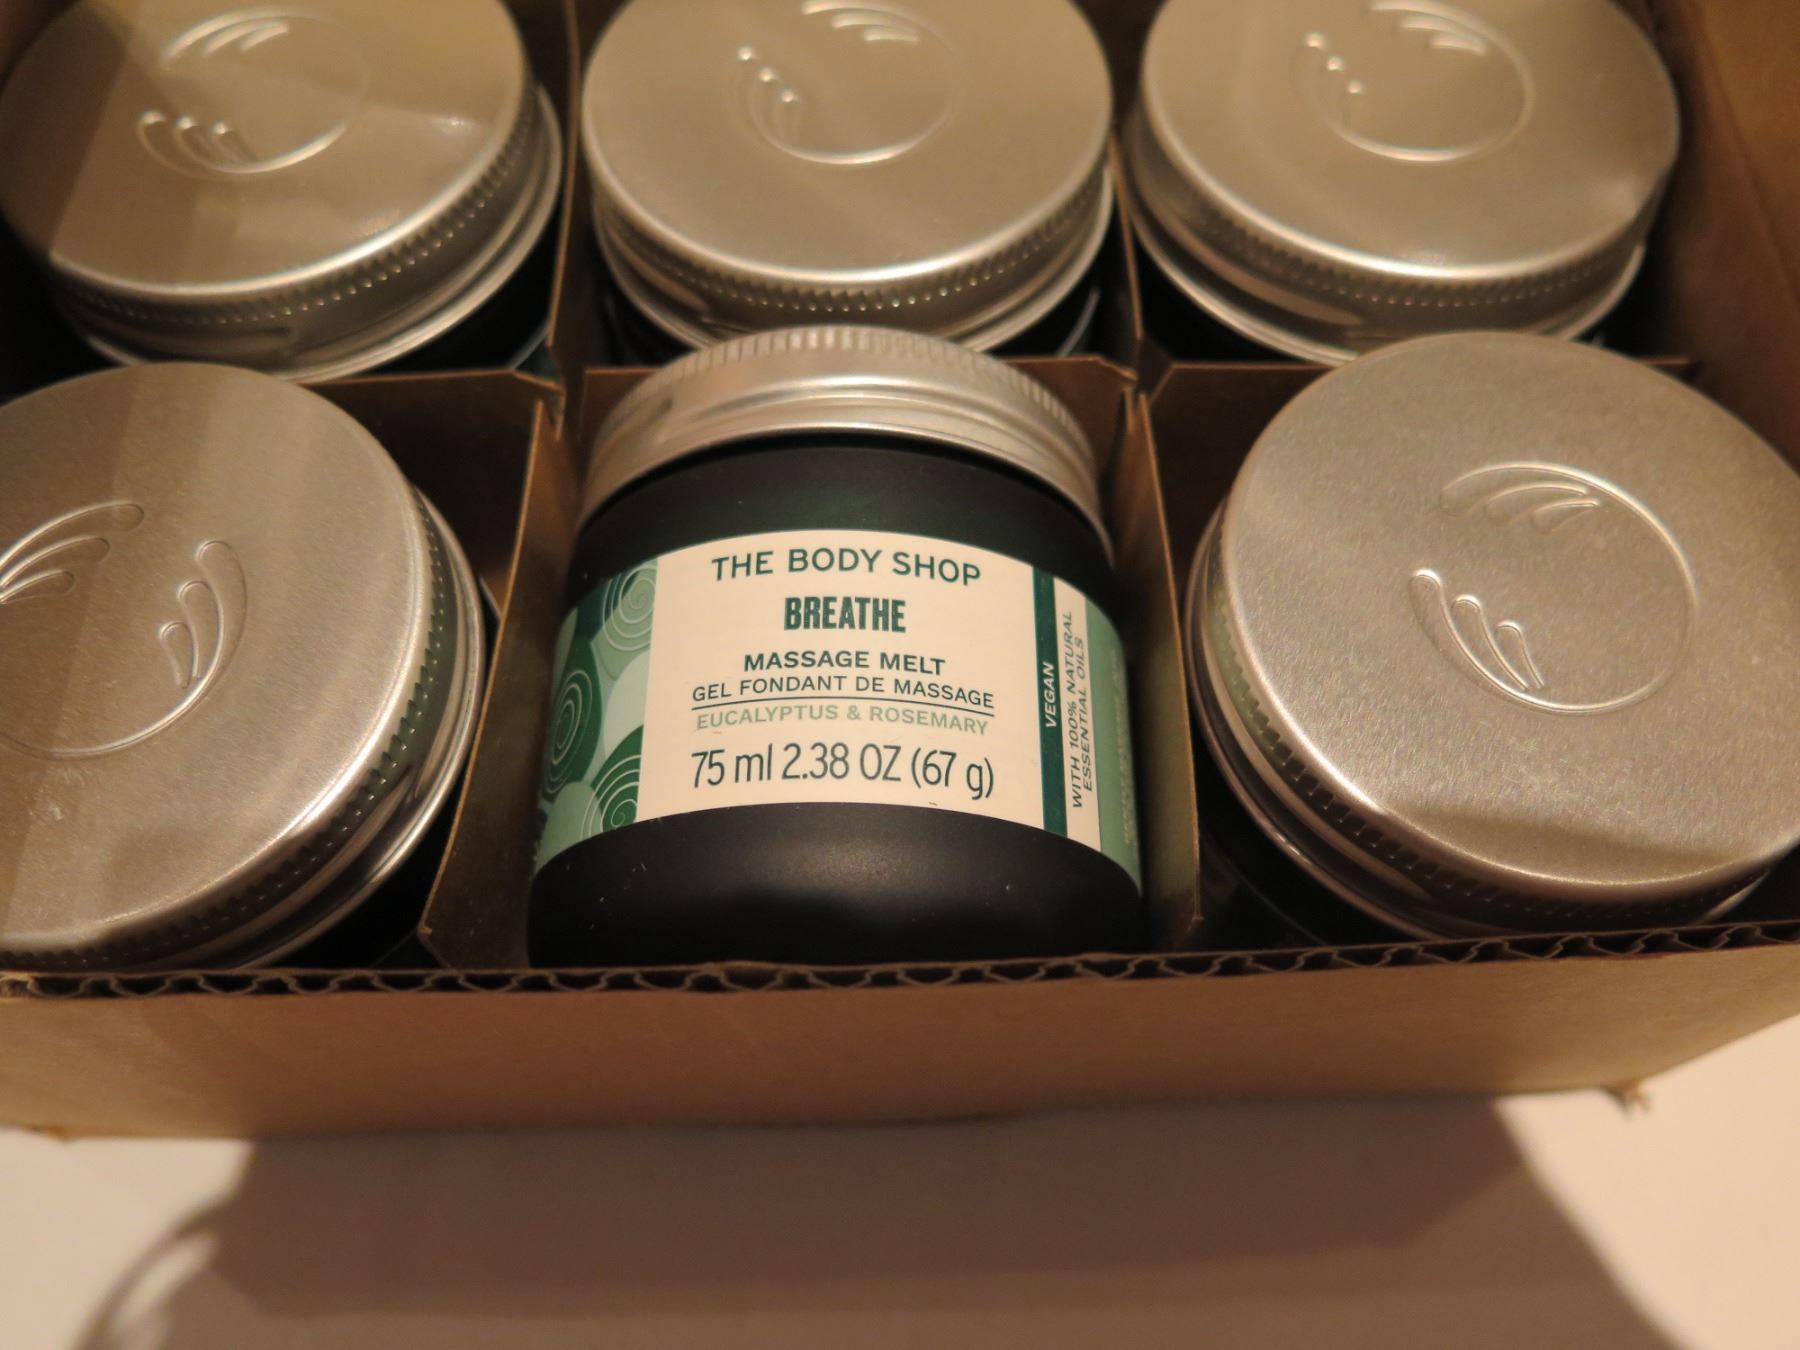 THE BODY SHOP
BREATHE
MASSAGE MELT
GEL FONDANT DE MASSAGE
EUCALYPTUS & ROSEMARY
75 ml 2.38 OZ (67 g)
VEGAN
WITH 100% NATURAL
ESSENTIAL OILS